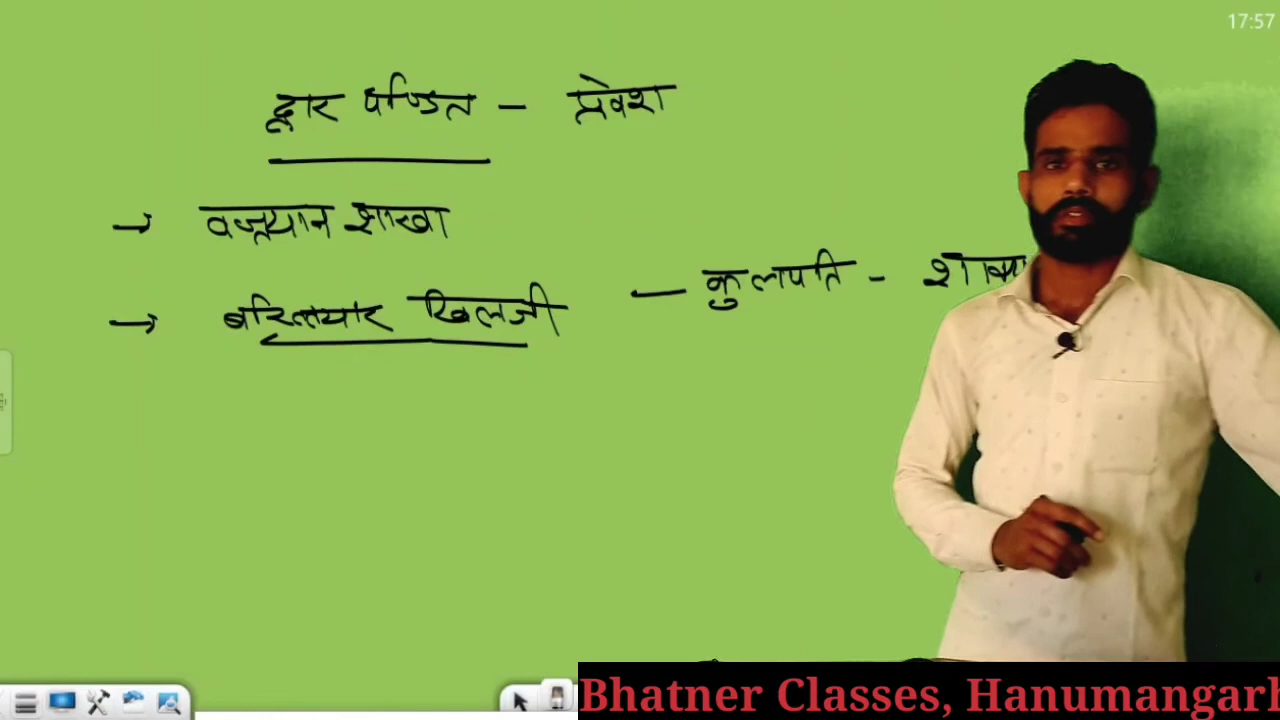 17:57
द्वार पण्डित – प्रवेश
→ वज्रयान शाखा
→ बख्तियार खिलजी
— कुलपति - शाक्य
Bhatner Classes, Hanumangarh